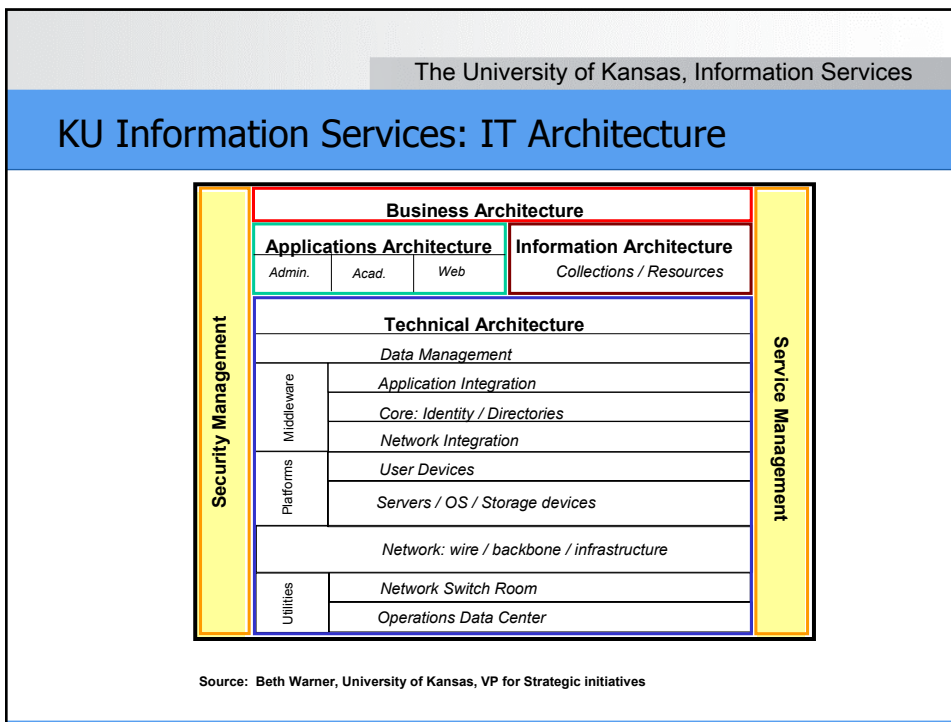 The University of Kansas, Information Services
KU Information Services: IT Architecture
Security Management
Business Architecture
Applications Architecture
Admin.
Acad.
Web
Information Architecture
Collections / Resources
Technical Architecture
Data Management
Middleware
Application Integration
Core: Identity / Directories
Network Integration
Platforms
User Devices
Servers / OS / Storage devices
Network: wire / backbone / infrastructure
Utilities
Network Switch Room
Operations Data Center
Service Management
Source: Beth Warner, University of Kansas, VP for Strategic initiatives